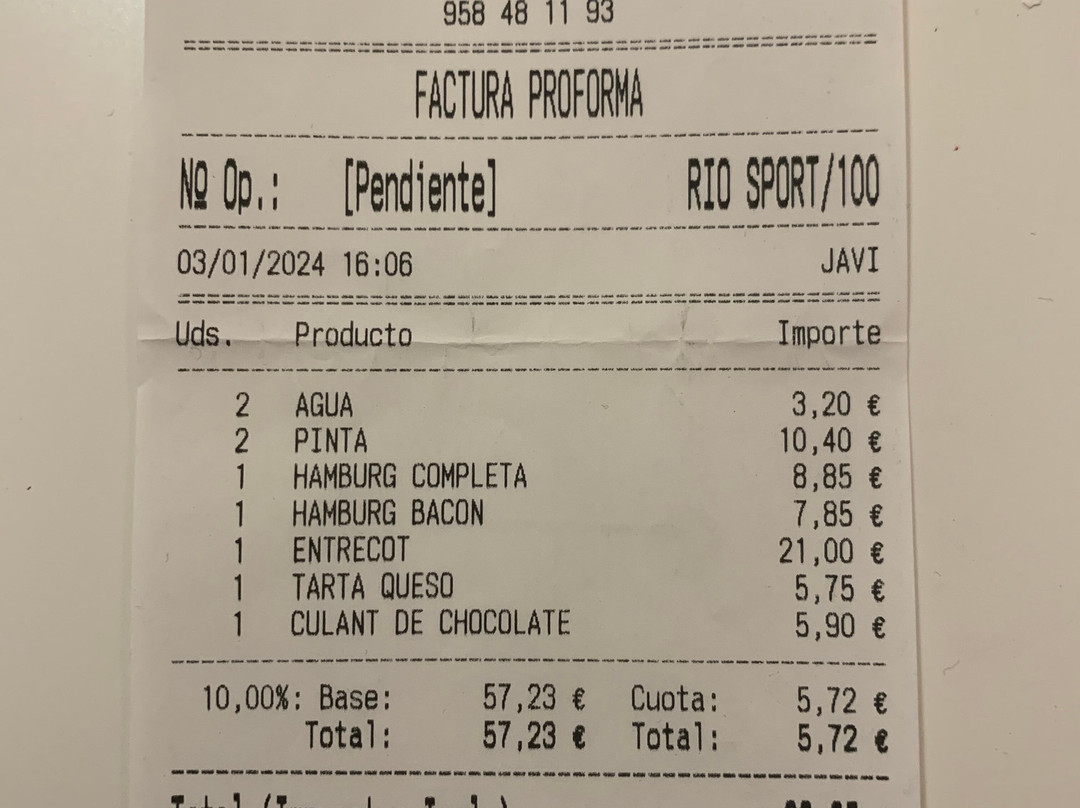 958 48 11 93
FACTURA PROFORMA
Nº Op.: [Pendiente] RIO SPORT/100
03/01/2024 16:06 JAVI
Uds. Producto Importe
2 AGUA 3,20 €
2 PINTA 10,40 €
1 HAMBURG COMPLETA 8,85 €
1 HAMBURG BACON 7,85 €
1 ENTRECOT 21,00 €
1 TARTA QUESO 5,75 €
1 CULANT DE CHOCOLATE 5,90 €
10,00%: Base: 57,23 € Cuota: 5,72 €
Total: 57,23 € Total: 5,72 €
Total